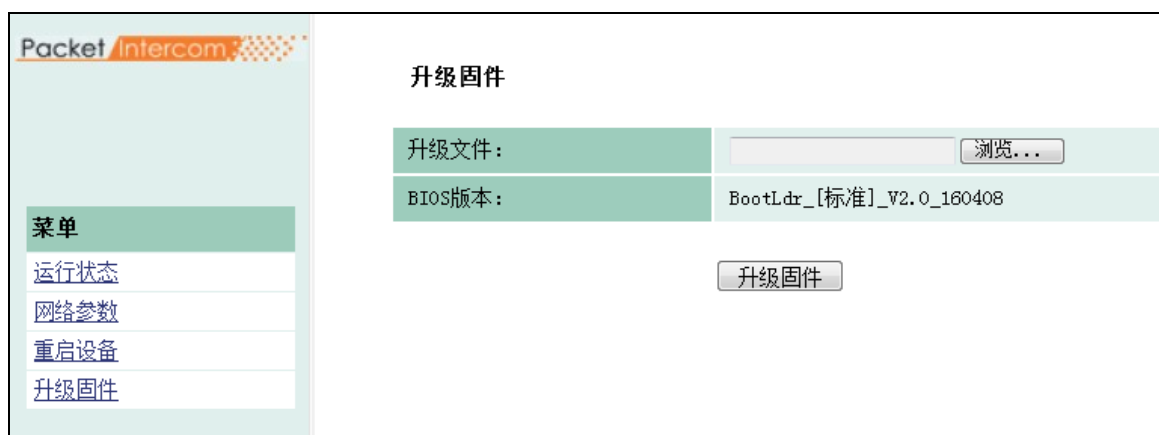 Packet Intercom
升级固件
升级文件： 浏览...
BIOS版本： BootLdr_[标准]_V2.0_160408
升级固件
菜单
运行状态
网络参数
重启设备
升级固件